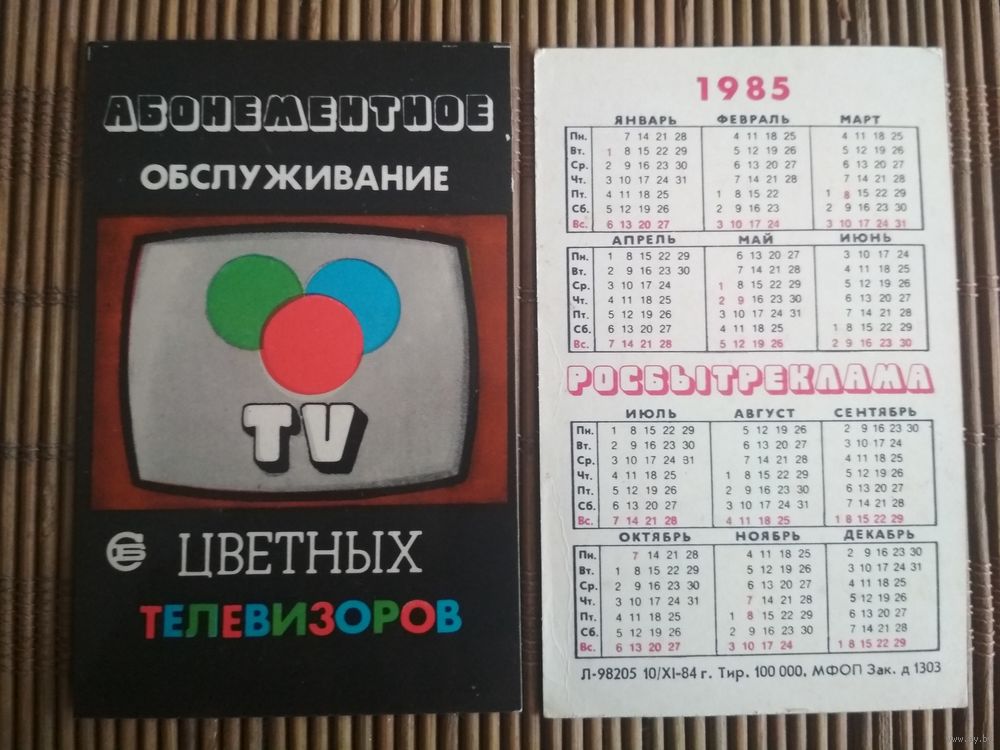 АБОНЕМЕНТНОЕ
ОБСЛУЖИВАНИЕ
TV
ЦВЕТНЫХ
ТЕЛЕВИЗОРОВ
1985
ЯНВАРЬ ФЕВРАЛЬ МАРТ
Пн. 7 14 21 28 4 11 18 25 4 11 18 25
Вт. 1 8 15 22 29 5 12 19 26 5 12 19 26
Ср. 2 9 16 23 30 6 13 20 27 6 13 20 27
Чт. 3 10 17 24 31 7 14 21 28 7 14 21 28
Пт. 4 11 18 25 1 8 15 22 1 8 15 22 29
Сб. 5 12 19 26 2 9 16 23 2 9 16 23 30
Вс. 6 13 20 27 3 10 17 24 3 10 17 24 31
АПРЕЛЬ МАЙ ИЮНЬ
Пн. 1 8 15 22 29 6 13 20 27 3 10 17 24
Вт. 2 9 16 23 30 7 14 21 28 4 11 18 25
Ср. 3 10 17 24 1 8 15 22 29 5 12 19 26
Чт. 4 11 18 25 2 9 16 23 30 6 13 20 27
Пт. 5 12 19 26 3 10 17 24 31 7 14 21 28
Сб. 6 13 20 27 4 11 18 25 1 8 15 22 29
Вс. 7 14 21 28 5 12 19 26 2 9 16 23 30
РОСБЫТРЕКЛАМА
ИЮЛЬ АВГУСТ СЕНТЯБРЬ
Пн. 1 8 15 22 29 5 12 19 26 2 9 16 23 30
Вт. 2 9 16 23 30 6 13 20 27 3 10 17 24
Ср. 3 10 17 24 31 7 14 21 28 4 11 18 25
Чт. 4 11 18 25 1 8 15 22 29 5 12 19 26
Пт. 5 12 19 26 2 9 16 23 30 6 13 20 27
Сб. 6 13 20 27 3 10 17 24 31 7 14 21 28
Вс. 7 14 21 28 4 11 18 25 1 8 15 22 29
ОКТЯБРЬ НОЯБРЬ ДЕКАБРЬ
Пн. 7 14 21 28 4 11 18 25 2 9 16 23 30
Вт. 1 8 15 22 29 5 12 19 26 3 10 17 24 31
Ср. 2 9 16 23 30 6 13 20 27 4 11 18 25
Чт. 3 10 17 24 31 7 14 21 28 5 12 19 26
Пт. 4 11 18 25 1 8 15 22 29 6 13 20 27
Сб. 5 12 19 26 2 9 16 23 30 7 14 21 28
Вс. 6 13 20 27 3 10 17 24 1 8 15 22 29
Л-98205 10/XI-84 г. Тир. 100 000. МФОП Зак. д 1303